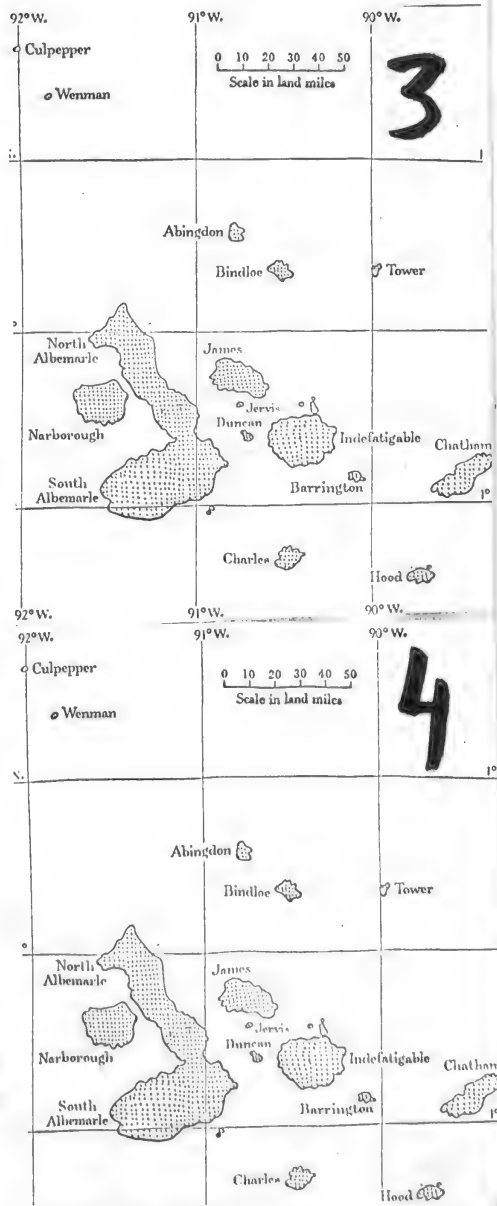 92° W.
91° W.
90° W.
Culpepper
Wenman
0 10 20 30 40 50
Scale in land miles
3
Abingdon
Bindloe
Tower
North
Albemarle
James
Narborough
Jervis
Duncan
Indefatigable
Chatham
South
Albemarle
Barrington
1°
Charles
Hood
92° W.
91° W.
90° W.
92° W.
91° W.
90° W.
Culpepper
Wenman
0 10 20 30 40 50
Scale in land miles
4
1°
Abingdon
Bindloe
Tower
North
Albemarle
James
Narborough
Jervis
Duncan
Indefatigable
Chatham
South
Albemarle
Barrington
1°
Charles
Hood